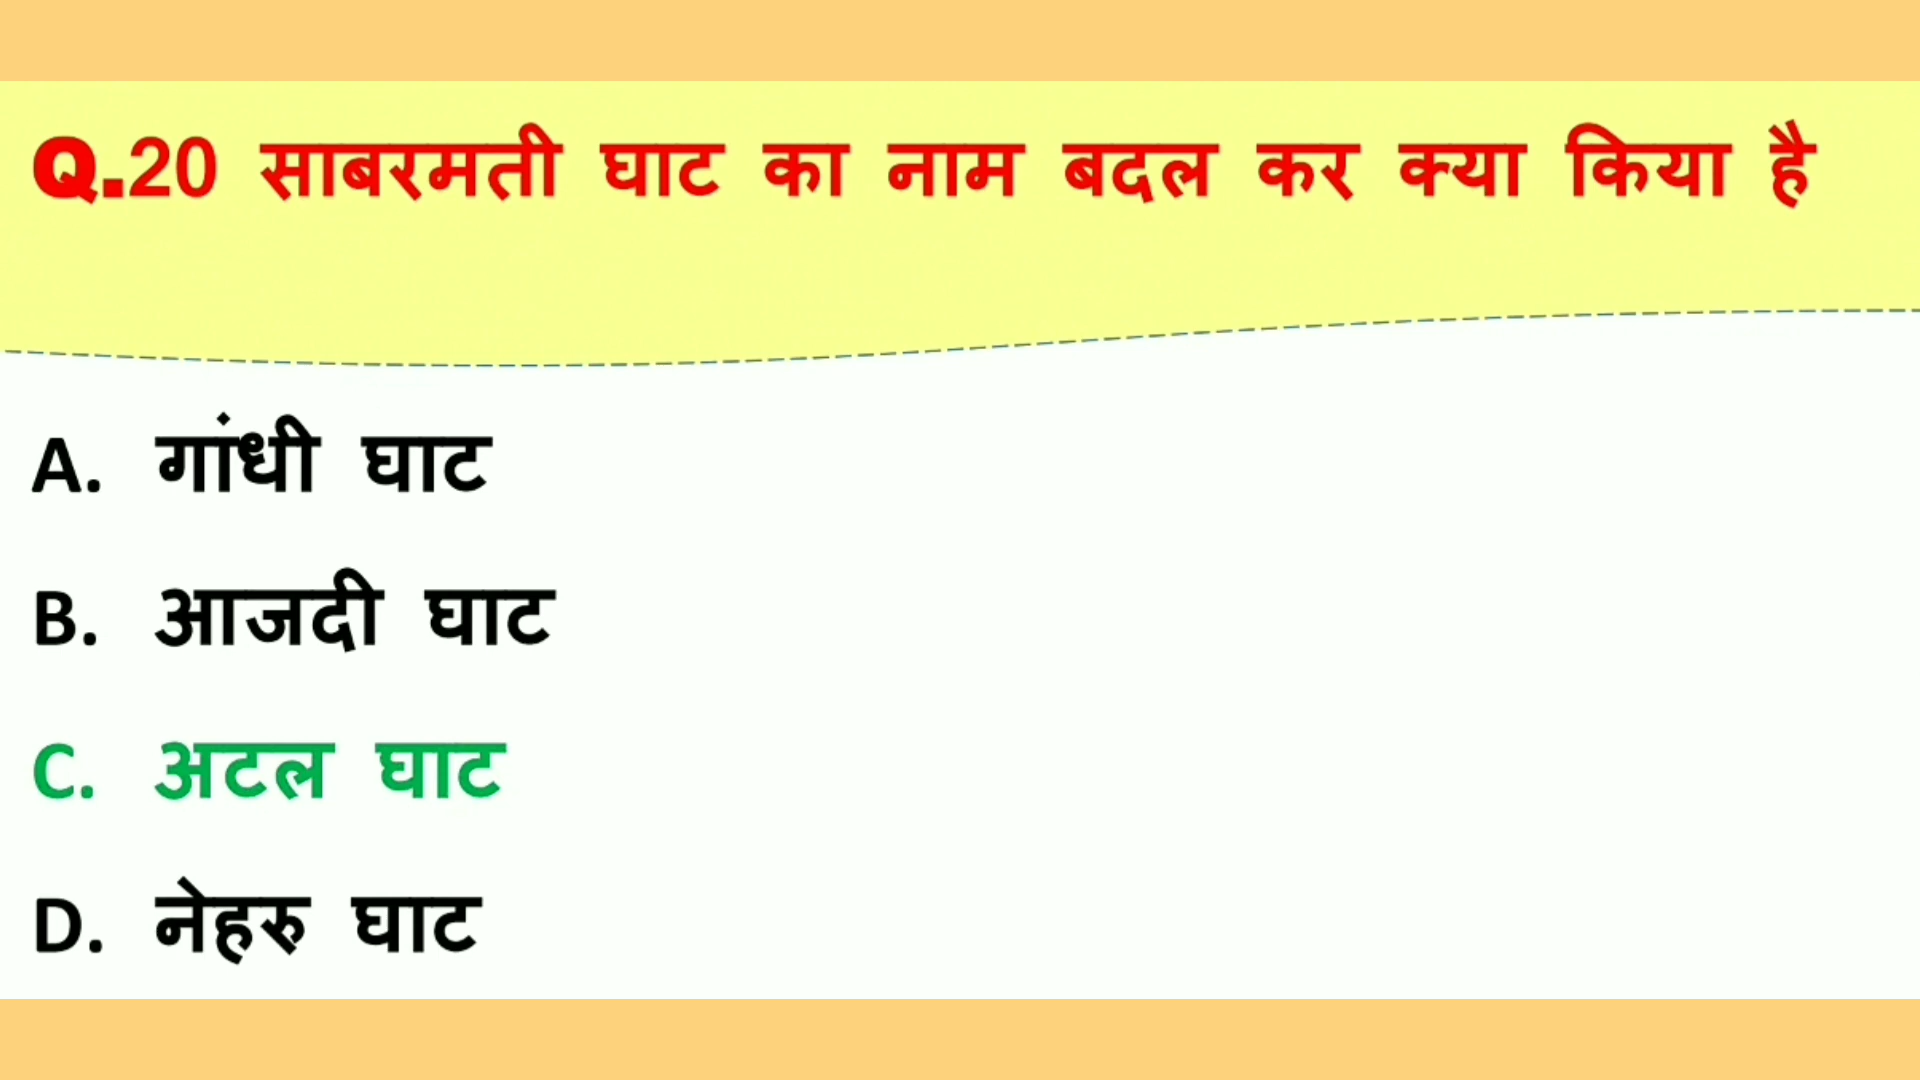 Q.20 साबरमती घाट का नाम बदल कर क्या किया है
A. गांधी घाट
B. आजदी घाट
C. अटल घाट
D. नेहरु घाट